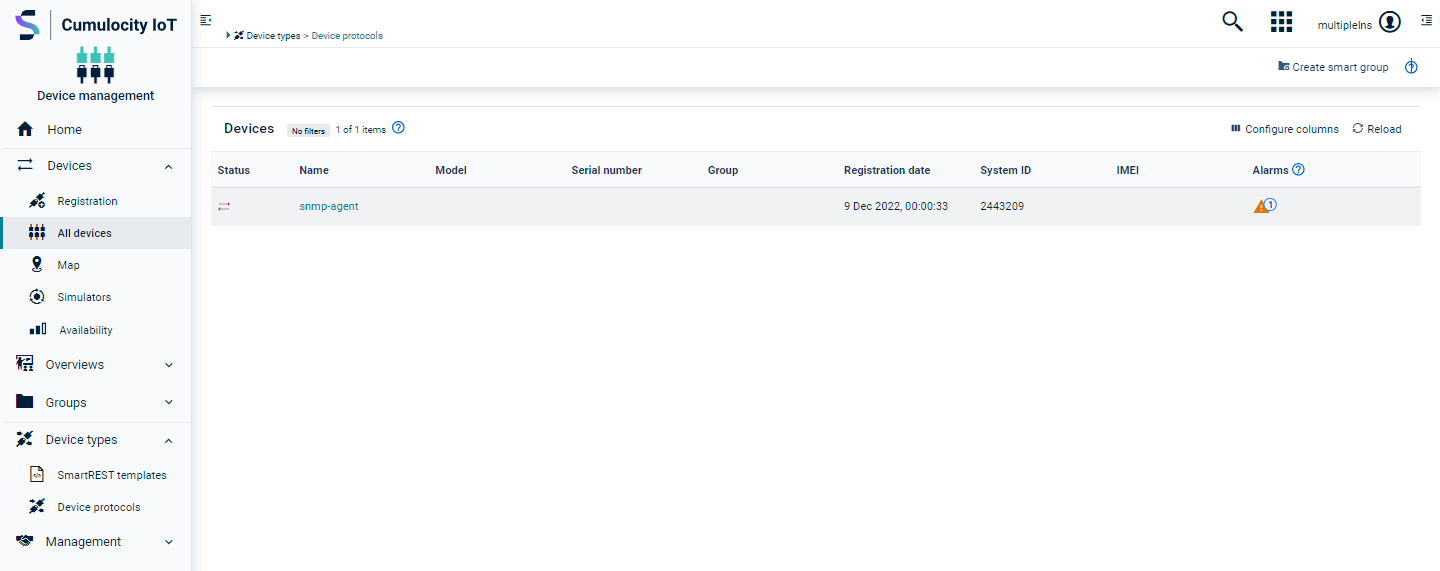 Cumulocity IoT
Device management
Home
Devices
Registration
All devices
Map
Simulators
Availability
Overviews
Groups
Device types
SmartREST templates
Device protocols
Management
Device types > Device protocols
multipleIns
Create smart group
Devices No filters 1 of 1 items
Configure columns Reload
Status Name Model Serial number Group Registration date System ID IMEI Alarms
snmp-agent 9 Dec 2022, 00:00:33 2443209 1